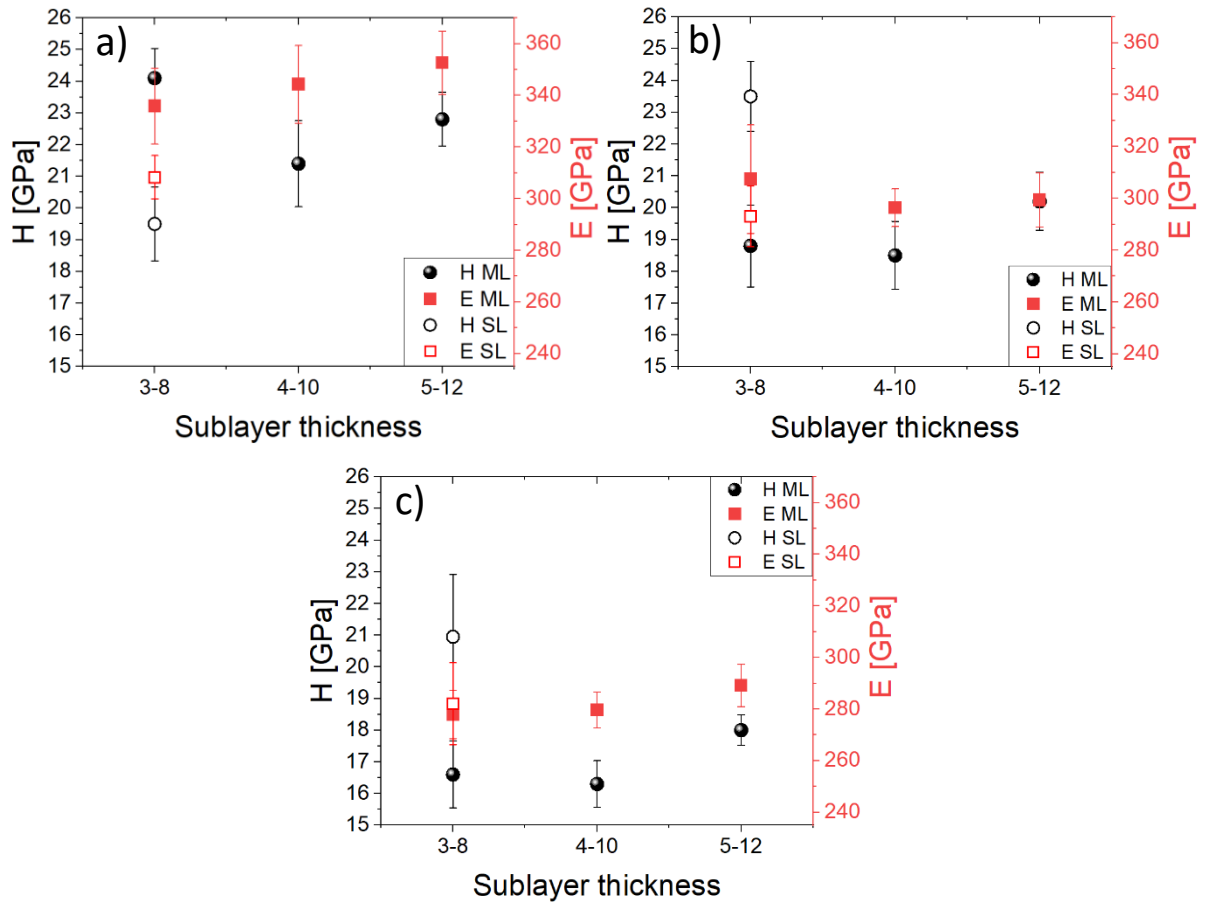 a)
H [GPa]
26
25
24
23
22
21
20
19
18
17
16
15
360
340
320
300
280
260
240
E [GPa]
H ML
E ML
H SL
E SL
3-8
4-10
5-12
Sublayer thickness
b)
H [GPa]
26
25
24
23
22
21
20
19
18
17
16
15
360
340
320
300
280
260
240
E [GPa]
H ML
E ML
H SL
E SL
3-8
4-10
5-12
Sublayer thickness
c)
H [GPa]
26
25
24
23
22
21
20
19
18
17
16
15
H ML
E ML
H SL
E SL
360
340
320
300
280
260
240
E [GPa]
3-8
4-10
5-12
Sublayer thickness